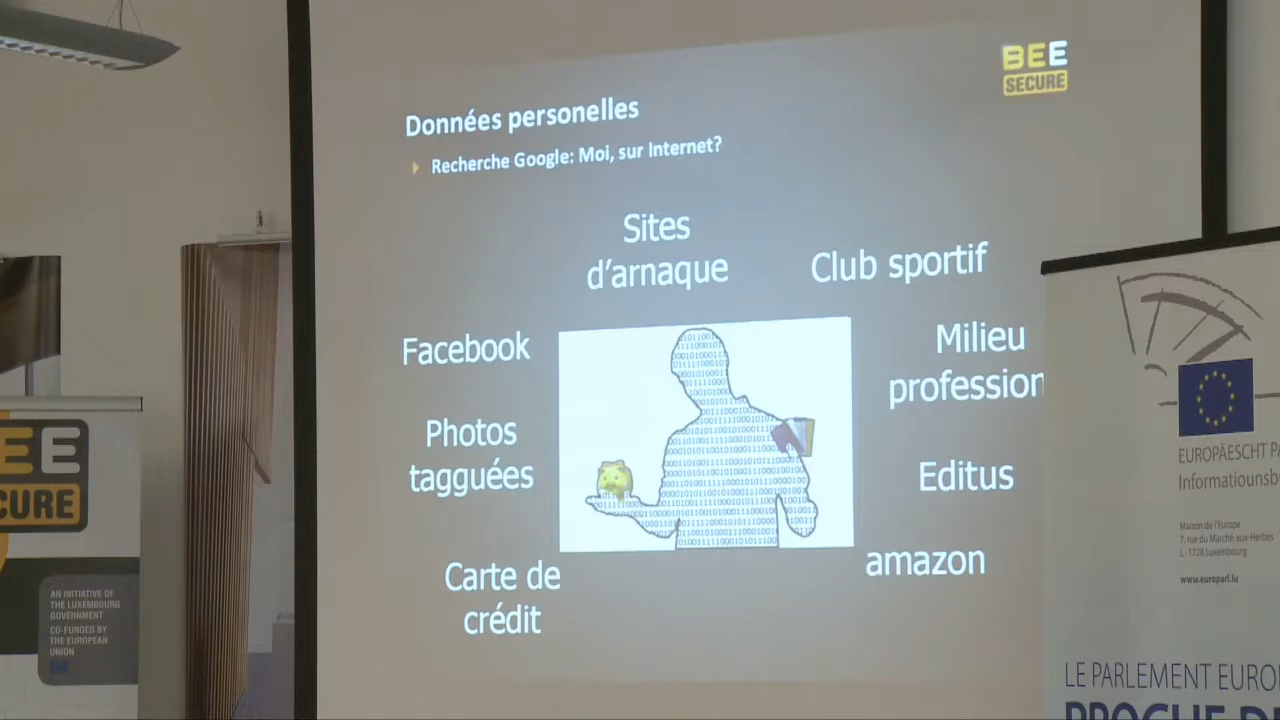 BEE
SECURE
Données personelles
Recherche Google: Moi, sur Internet?
Sites
d'arnaque
Club sportif
Facebook
Milieu
profession
Photos
tagguées
Editus
Carte de
crédit
amazon
EE
CURE
AN INITIATIVE OF
THE LUXEMBOURG
GOVERNMENT
CO-FUNDED BY
THE EUROPEAN
UNION
EUROPÄESCHT PA
Informatiounsb
Maison de l'Europe
7, rue du Marché-aux-Herbes
L-1728 Luxembourg
www.europarl.lu
LE PARLEMENT EURO
PROCHE D